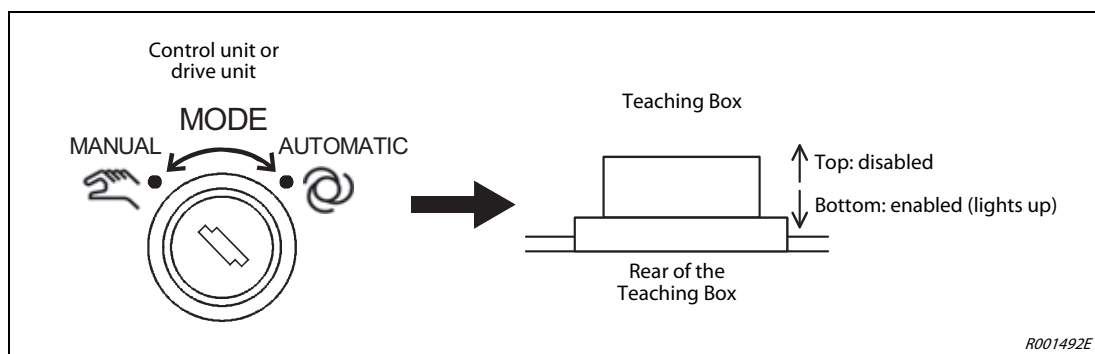 Control unit or
drive unit
MODE
MANUAL
AUTOMATIC
Teaching Box
Top: disabled
Bottom: enabled (lights up)
Rear of the
Teaching Box
R001492E